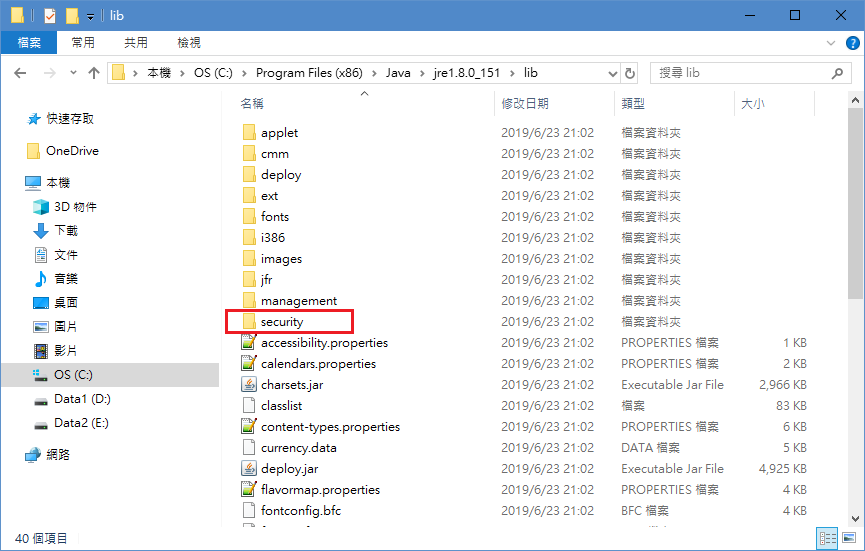 lib
檔案 常用 共用 檢視
本機 OS (C:) Program Files (x86) Java jre1.8.0_151 lib 搜尋 lib
名稱 修改日期 類型 大小
快速存取
OneDrive
本機
3D 物件
下載
文件
音樂
桌面
圖片
影片
OS (C:)
Data1 (D:)
Data2 (E:)
網路
applet 2019/6/23 21:02 檔案資料夾
cmm 2019/6/23 21:02 檔案資料夾
deploy 2019/6/23 21:02 檔案資料夾
ext 2019/6/23 21:02 檔案資料夾
fonts 2019/6/23 21:02 檔案資料夾
i386 2019/6/23 21:02 檔案資料夾
images 2019/6/23 21:02 檔案資料夾
jfr 2019/6/23 21:02 檔案資料夾
management 2019/6/23 21:02 檔案資料夾
security 2019/6/23 21:02 檔案資料夾
accessibility.properties 2019/6/23 21:02 PROPERTIES 檔案 1 KB
calendars.properties 2019/6/23 21:02 PROPERTIES 檔案 2 KB
charsets.jar 2019/6/23 21:02 Executable Jar File 2,966 KB
classlist 2019/6/23 21:02 檔案 83 KB
content-types.properties 2019/6/23 21:02 PROPERTIES 檔案 6 KB
currency.data 2019/6/23 21:02 DATA 檔案 5 KB
deploy.jar 2019/6/23 21:02 Executable Jar File 4,925 KB
flavormap.properties 2019/6/23 21:02 PROPERTIES 檔案 4 KB
fontconfig.bfc 2019/6/23 21:02 BFC 檔案 4 KB
40 個項目